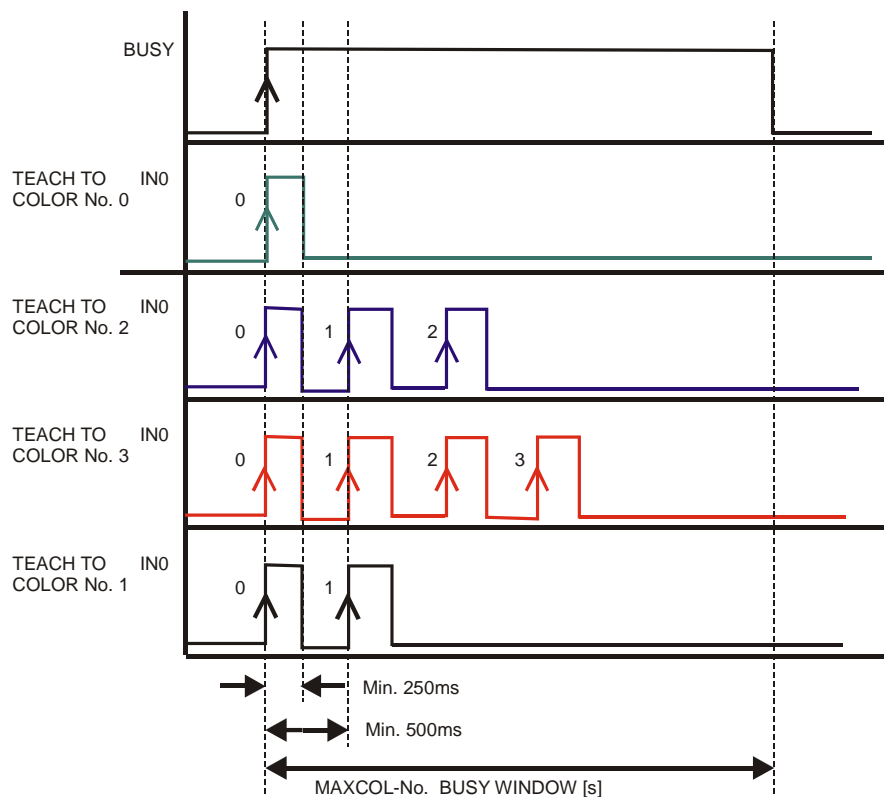 BUSY
TEACH TO IN0
COLOR No. 0
0
TEACH TO IN0
COLOR No. 2
0 1 2
TEACH TO IN0
COLOR No. 3
0 1 2 3
TEACH TO IN0
COLOR No. 1
0 1
Min. 250ms
Min. 500ms
MAXCOL-No. BUSY WINDOW [s]